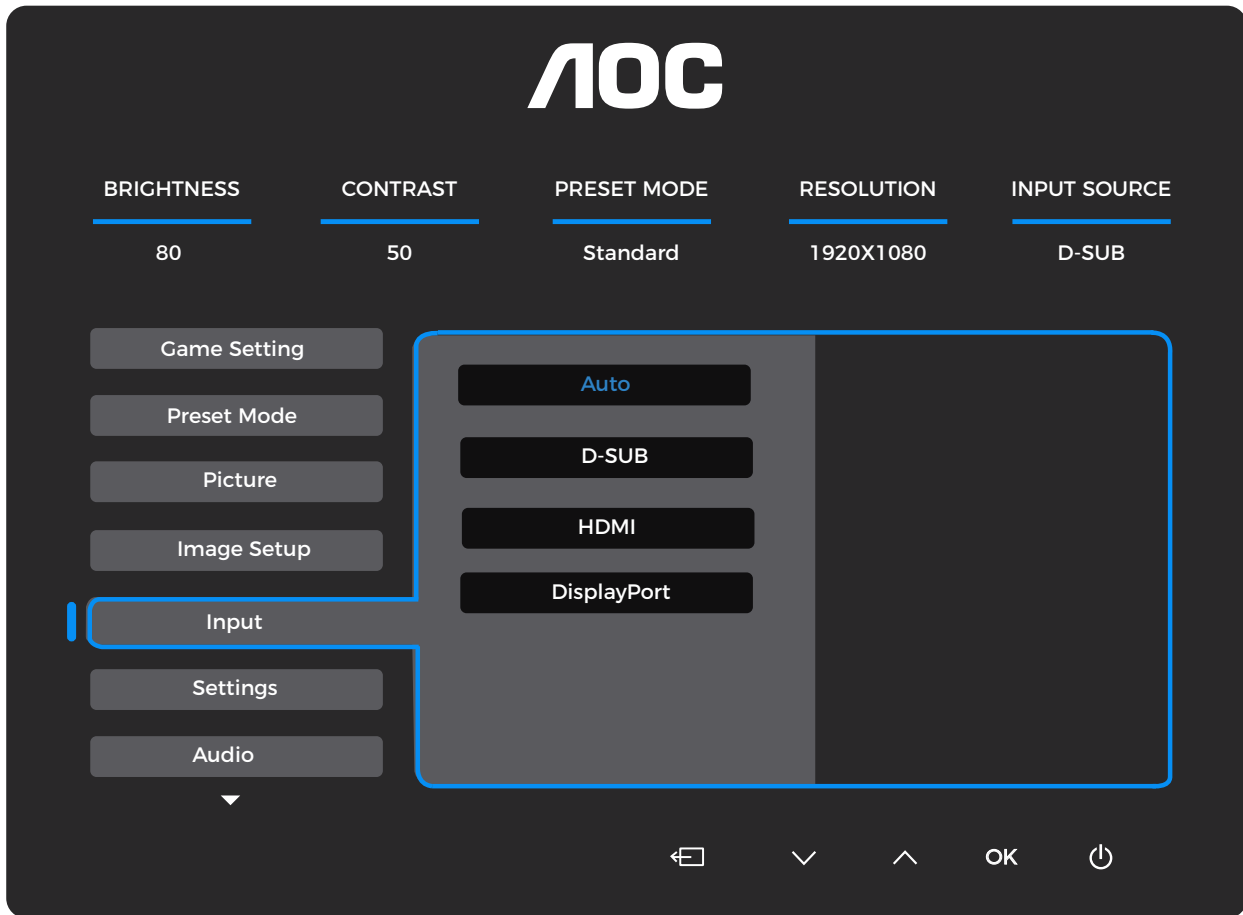 AOC
BRIGHTNESS CONTRAST PRESET MODE RESOLUTION INPUT SOURCE
80 50 Standard 1920X1080 D-SUB
Game Setting
Preset Mode
Picture
Image Setup
Input
Settings
Audio
Auto
D-SUB
HDMI
DisplayPort
OK